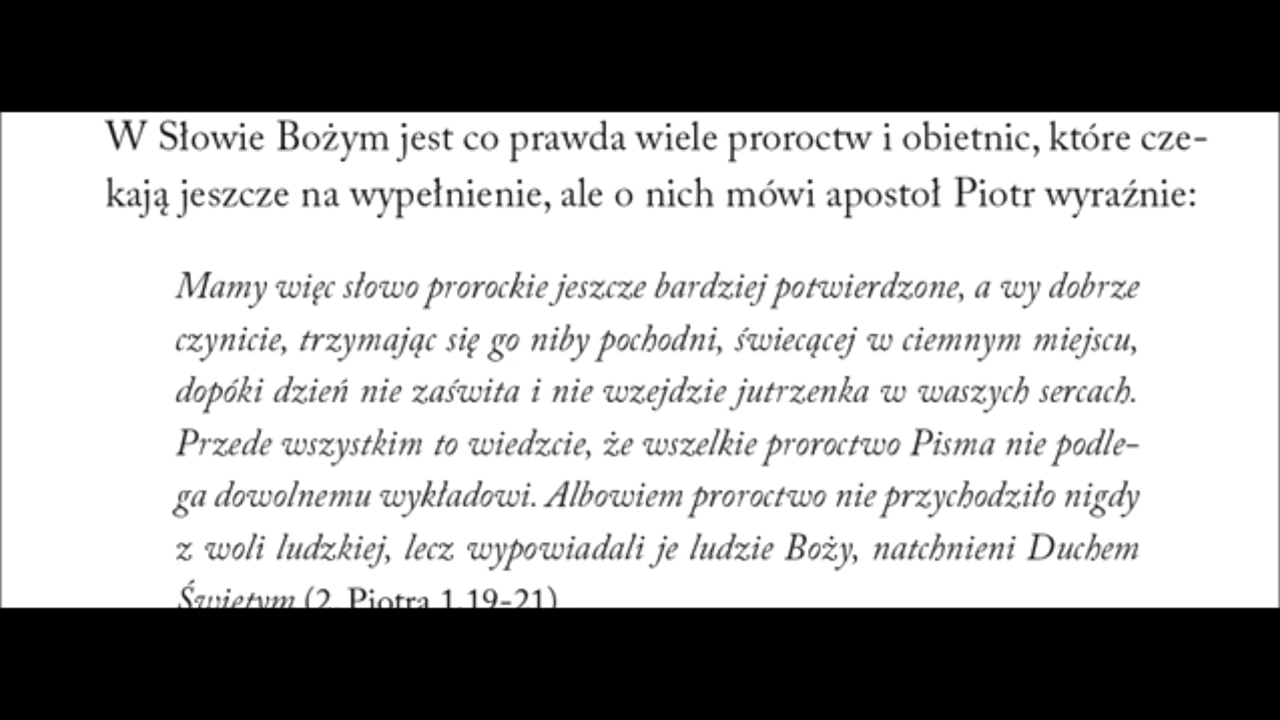 W Słowie Bożym jest co prawda wiele proroctw i obietnic, które cze-
kają jeszcze na wypełnienie, ale o nich mówi apostoł Piotr wyraźnie:
Mamy więc słowo prorockie jeszcze bardziej potwierdzone, a wy dobrze
czynicie, trzymając się go niby pochodni, świecącej w ciemnym miejscu,
dopóki dzień nie zaświta i nie wzejdzie jutrzenka w waszych sercach.
Przede wszystkim to wiedzcie, że wszelkie proroctwo Pisma nie podle-
ga dowolnemu wykładowi. Albowiem proroctwo nie przychodziło nigdy
z woli ludzkiej, lecz wypowiadali je ludzie Boży, natchnieni Duchem
Świętym (2. Piotra 1,19-21)